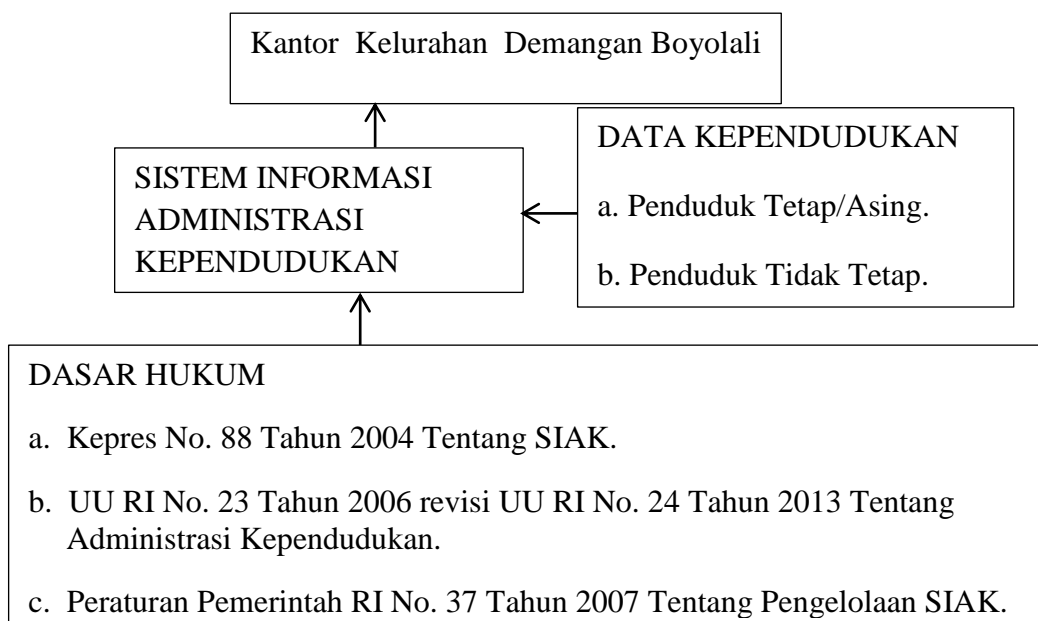 Kantor Kelurahan Demangan Boyolali
DATA KEPENDUDUKAN
a. Penduduk Tetap/Asing.
b. Penduduk Tidak Tetap.
SISTEM INFORMASI
ADMINISTRASI
KEPENDUDUKAN
DASAR HUKUM
a. Kepres No. 88 Tahun 2004 Tentang SIAK.
b. UU RI No. 23 Tahun 2006 revisi UU RI No. 24 Tahun 2013 Tentang
Administrasi Kependudukan.
c. Peraturan Pemerintah RI No. 37 Tahun 2007 Tentang Pengelolaan SIAK.